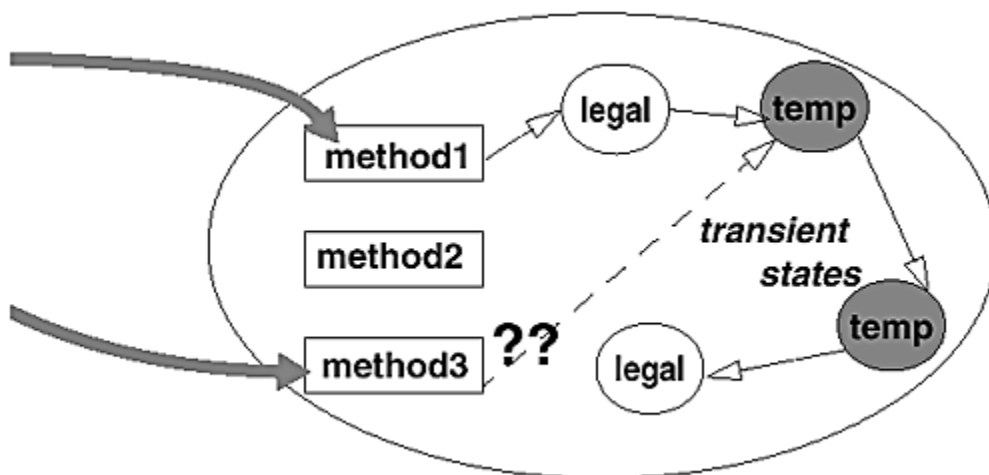 legal
temp
method1
transient
states
method2
temp
??
method3
legal